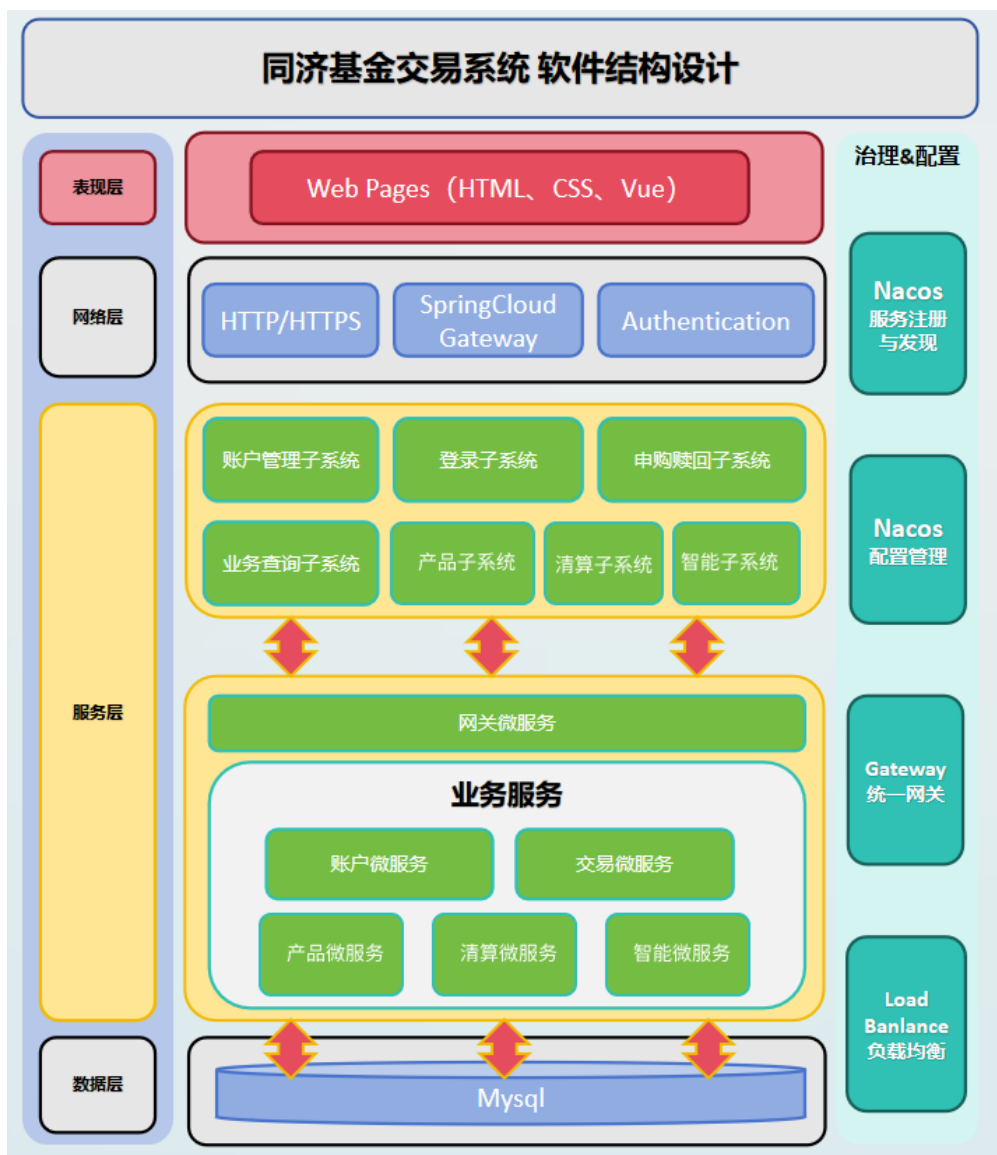 同济基金交易系统 软件结构设计
表现层
Web Pages（HTML、CSS、Vue）
治理&配置
网络层
HTTP/HTTPS
SpringCloud
Gateway
Authentication
Nacos
服务注册
与发现
账户管理子系统
登录子系统
申购赎回子系统
业务查询子系统
产品子系统
清算子系统
智能子系统
Nacos
配置管理
服务层
网关微服务
业务服务
账户微服务
交易微服务
产品微服务
清算微服务
智能微服务
Gateway
统一网关
Load
Banlance
负载均衡
数据层
Mysql